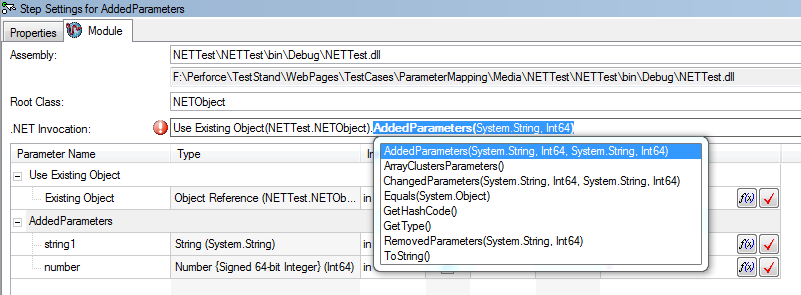 Step Settings for AddedParameters
Properties
Module
Assembly:
NETTest\NETTest\bin\Debug\NETTest.dll
F:\Perforce\TestStand\WebPages\TestCases\ParameterMapping\Media\NETTest\NETTest\bin\Debug\NETTest.dll
Root Class:
NETObject
.NET Invocation:
Use Existing Object(NETTest.NETObject).AddedParameters(System.String, Int64)
Parameter Name
Type
AddedParameters(System.String, Int64, System.String, Int64)
ArrayClustersParameters()
ChangedParameters(System.String, Int64, System.String, Int64)
Equals(System.Object)
GetHashCode()
GetType()
RemovedParameters(System.String, Int64)
ToString()
Use Existing Object
Existing Object
Object Reference (NETTest.NETOb...
in
f(x)
AddedParameters
string1
String (System.String)
in
f(x)
number
Number {Signed 64-bit Integer} (Int64)
in
f(x)